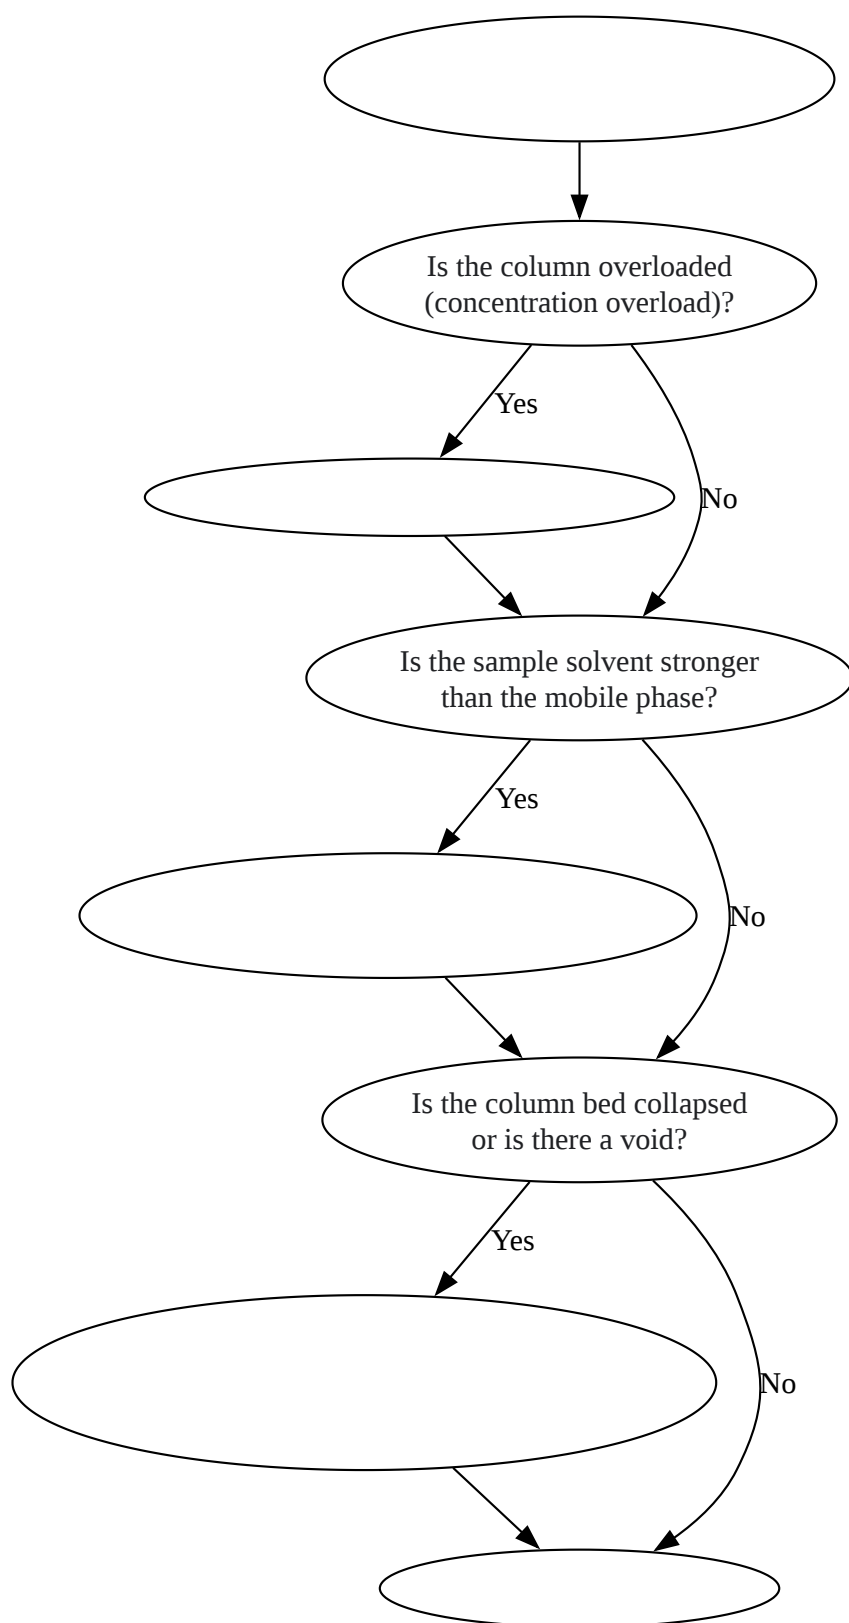 Is the column overloaded
(concentration overload)?
Yes
No
Is the sample solvent stronger
than the mobile phase?
Yes
No
Is the column bed collapsed
or is there a void?
Yes
No